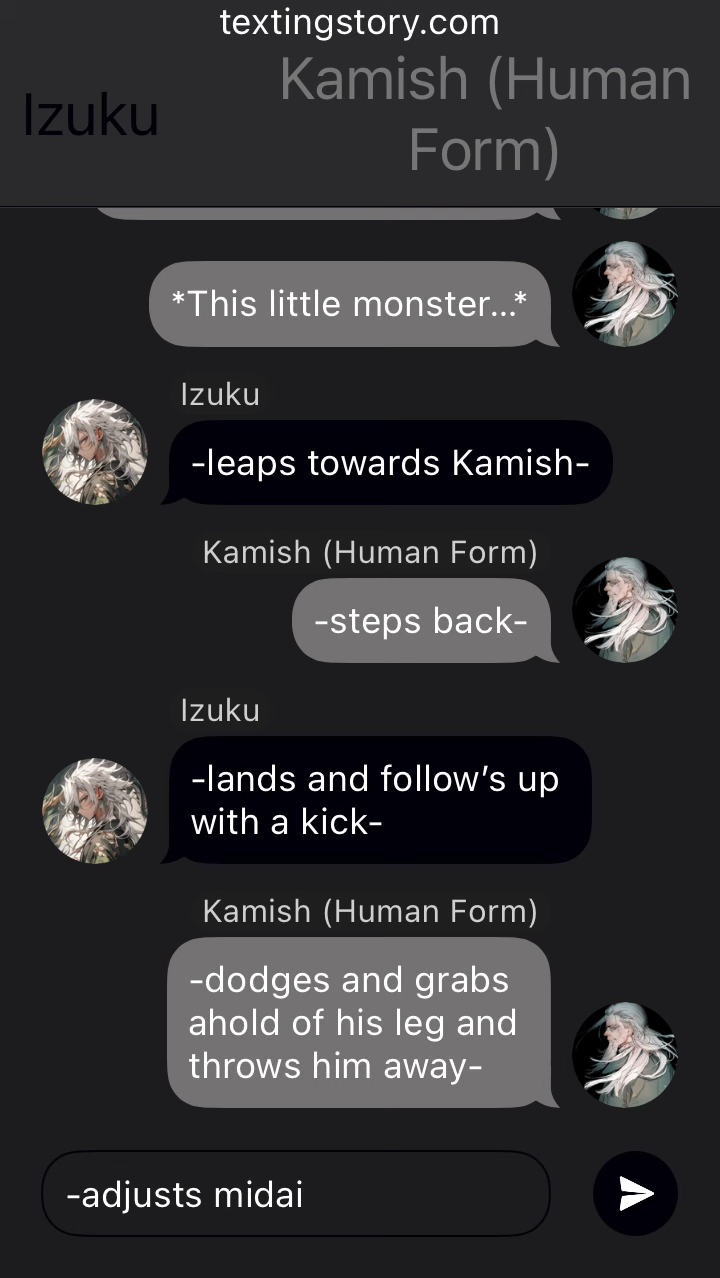 textingstory.com
Izuku
Kamish (Human
Form)
*This little monster...*
Izuku
-leaps towards Kamish-
Kamish (Human Form)
-steps back-
Izuku
-lands and follow’s up
with a kick-
Kamish (Human Form)
-dodges and grabs
ahold of his leg and
throws him away-
-adjusts midai